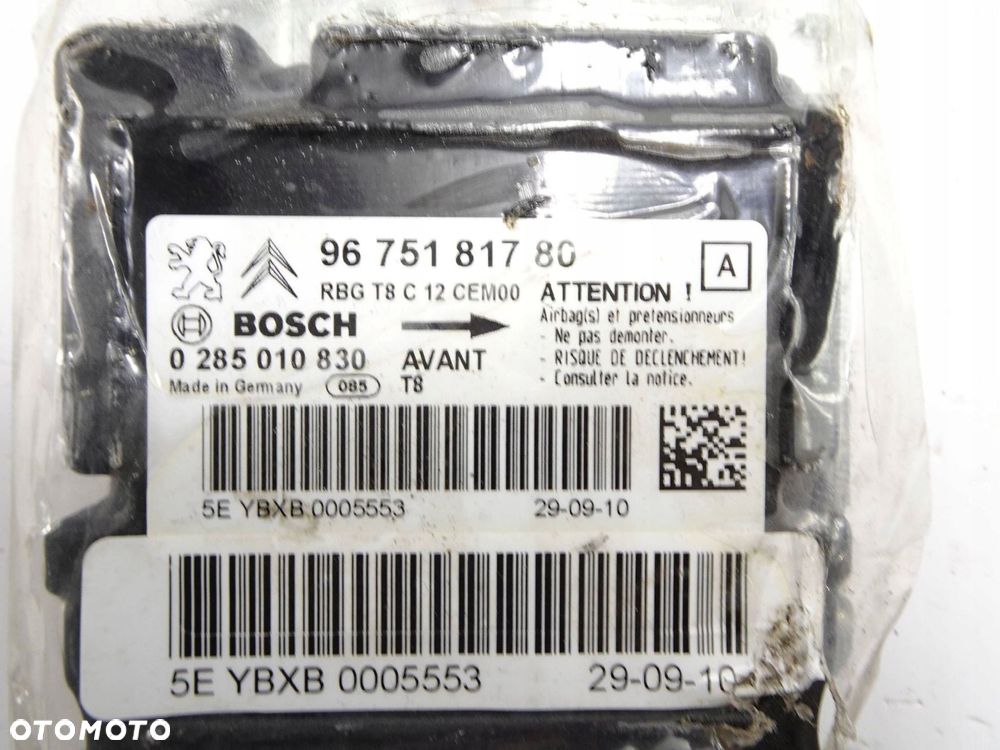 96 751 817 80
A
RBG T8 C 12 CEM00
ATTENTION !
Airbag(s) et pretensionneurs
- Ne pas demonter.
- RISQUE DE DECLENCHEMENT!
- Consulter la notice.
BOSCH
0 285 010 830
AVANT
Made in Germany
085
T8
5E YBXB 0005553
29-09-10
5E YBXB 0005553
29-09-10
OTOMOTO